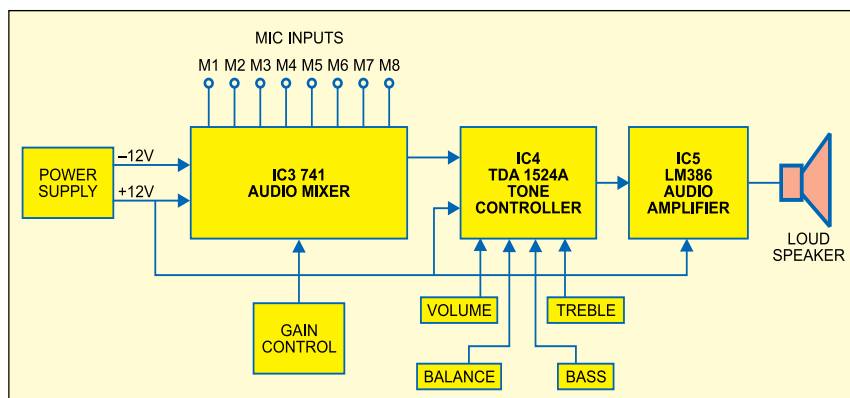 MIC INPUTS
M1 M2 M3 M4 M5 M6 M7 M8
POWER
SUPPLY
–12V
+12V
IC3 741
AUDIO MIXER
IC4
TDA 1524A
TONE
CONTROLLER
IC5
LM386
AUDIO
AMPLIFIER
LOUD
SPEAKER
GAIN
CONTROL
VOLUME
TREBLE
BALANCE
BASS